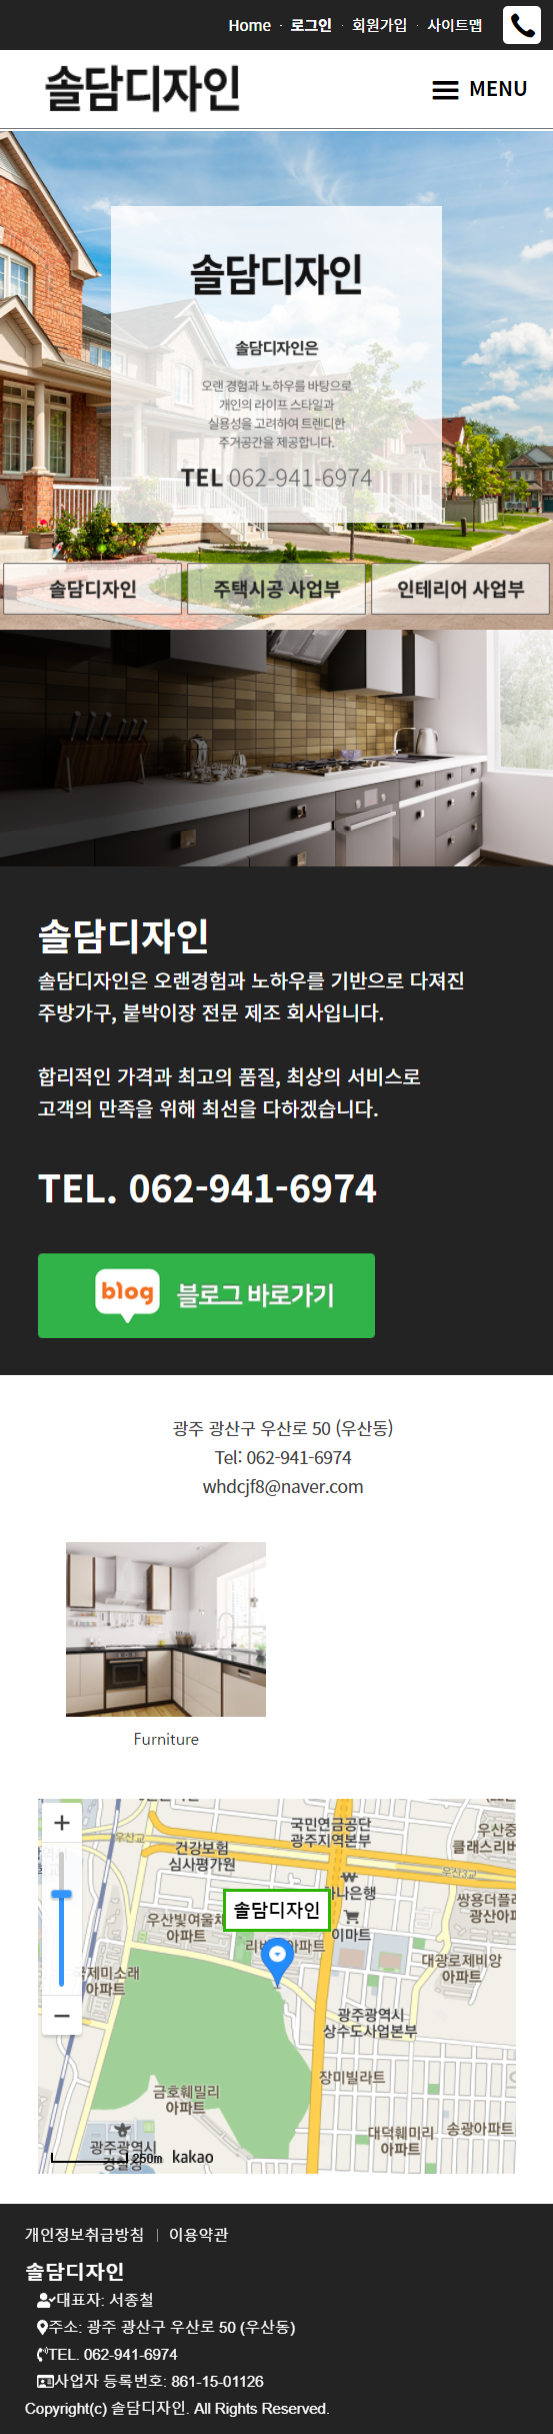 Home · 로그인 · 회원가입 · 사이트맵
솔담디자인
MENU
솔담디자인
솔담디자인은
오랜 경험과 노하우를 바탕으로
개인의 라이프 스타일과
실용성을 고려하여 트렌디한
주거공간을 제공합니다.
TEL 062-941-6974
솔담디자인
주택시공 사업부
인테리어 사업부
솔담디자인
솔담디자인은 오랜경험과 노하우를 기반으로 다져진
주방가구, 붙박이장 전문 제조 회사입니다.
합리적인 가격과 최고의 품질, 최상의 서비스로
고객의 만족을 위해 최선을 다하겠습니다.
TEL. 062-941-6974
blog 블로그 바로가기
광주 광산구 우산로 50 (우산동)
Tel: 062-941-6974
whdcjf8@naver.com
Furniture
국민연금공단
광주지역본부
우산교
건강보험
심사평가원
우산중
클래스리버
우산3교
하나은행
쌍용더플래
광산아파
솔담디자인
이마트
우산빛여울채
아파트
아파트
대광로제비앙
아파트
국제미소래
아파트
광주광역시
상수도사업본부
장미빌라트
금호훼밀리
아파트
대덕훼미리
아파트
송광아파트
광주광역시
경찰청
250m
kakao
개인정보취급방침 | 이용약관
솔담디자인
대표자: 서종철
주소: 광주 광산구 우산로 50 (우산동)
TEL. 062-941-6974
사업자 등록번호: 861-15-01126
Copyright(c) 솔담디자인. All Rights Reserved.